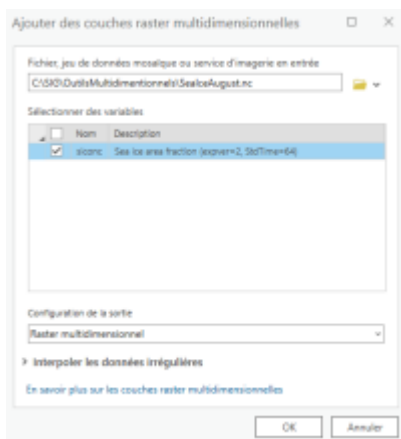 Ajouter des couches raster multidimensionnelles
Fichier, jeu de données mosaïque ou service d'imagerie en entrée
C:\SIG\OutilsMultidimentionnels\SeaIceAugust.nc
Sélectionner des variables
Nom Description
siconc Sea ice area fraction (expver=2, StdTime=64)
Configuration de la sortie
Raster multidimensionnel
Interpoler les données irrégulières
En savoir plus sur les couches raster multidimensionnelles
OK Annuler